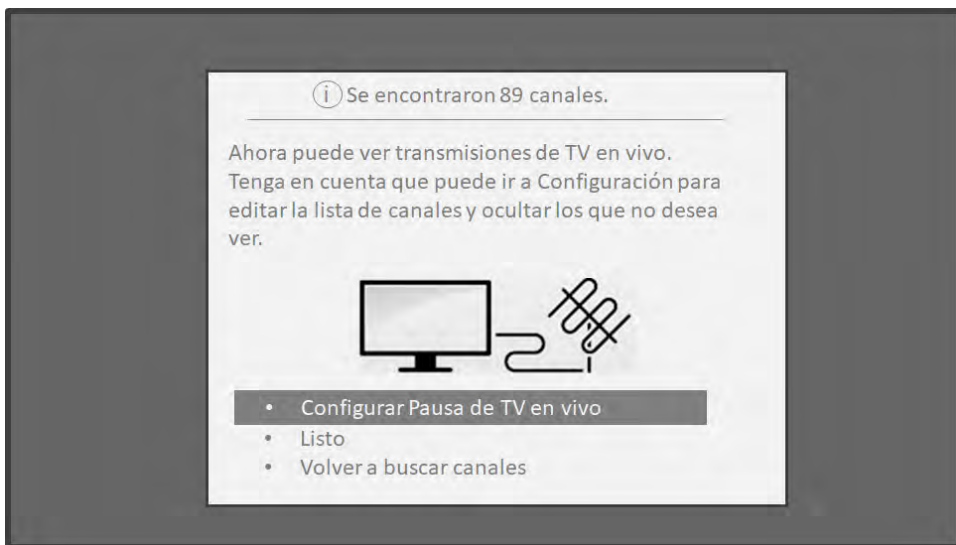 i Se encontraron 89 canales.
Ahora puede ver transmisiones de TV en vivo.
Tenga en cuenta que puede ir a Configuración para
editar la lista de canales y ocultar los que no desea
ver.
• Configurar Pausa de TV en vivo
• Listo
• Volver a buscar canales